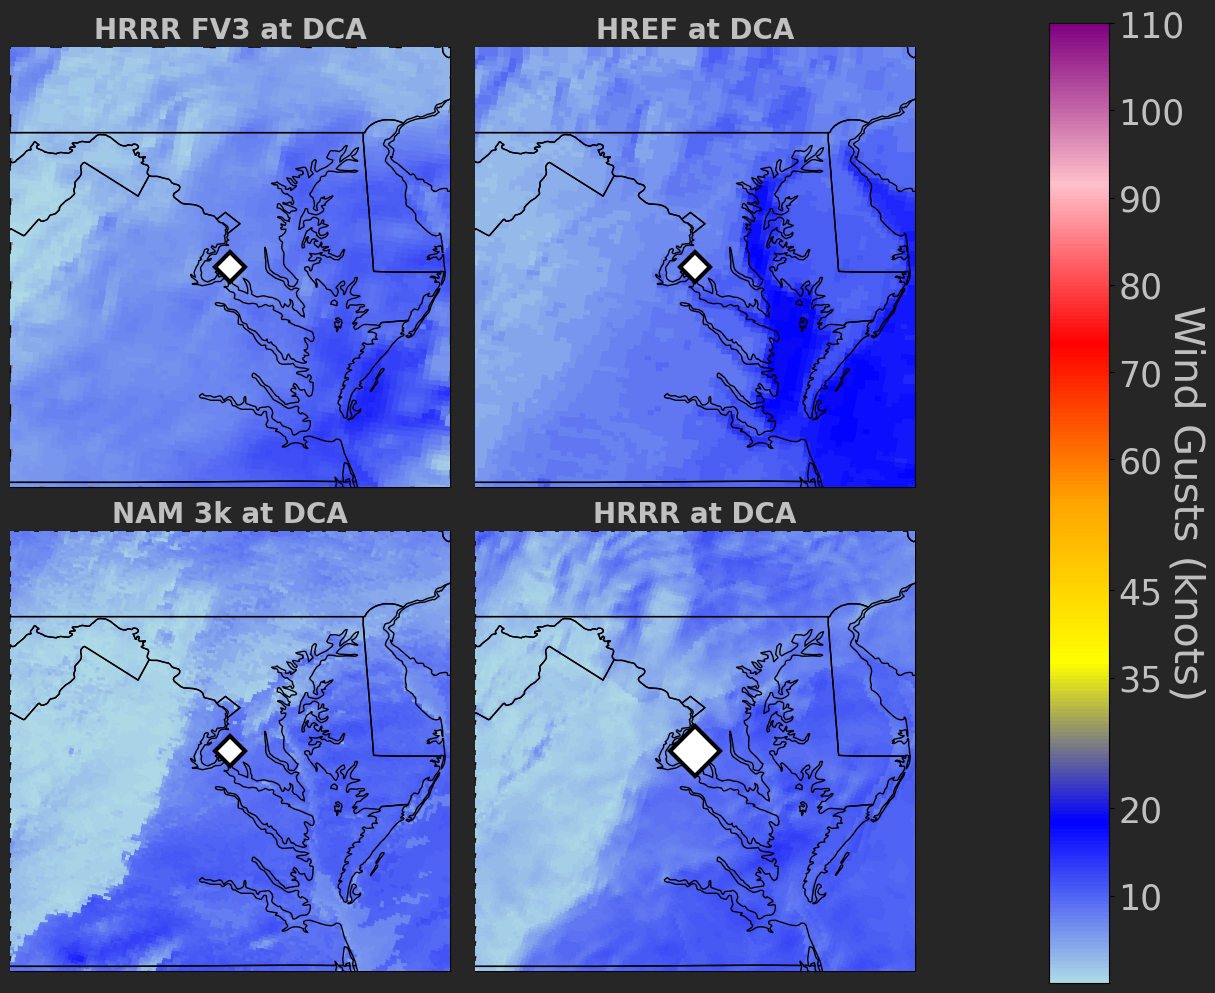 HRRR FV3 at DCA
HREF at DCA
NAM 3k at DCA
HRRR at DCA
110
100
90
80
70
60
45
35
20
10
Wind Gusts (knots)